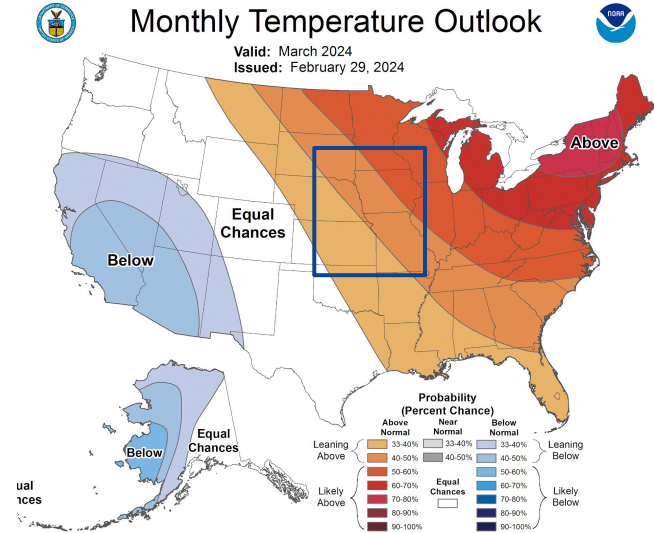 Monthly Temperature Outlook
NOAA
Valid: March 2024
Issued: February 29, 2024
Above
Equal
Chances
Below
Probability
(Percent Chance)
Above
Normal
Near
Normal
Below
Normal
Leaning
Above
33-40%
40-50%
33-40%
40-50%
33-40%
40-50%
Leaning
Below
Likely
Above
50-60%
60-70%
70-80%
80-90%
90-100%
Equal
Chances
50-60%
60-70%
70-80%
80-90%
90-100%
Likely
Below
Below
Equal
Chances
ual
nces